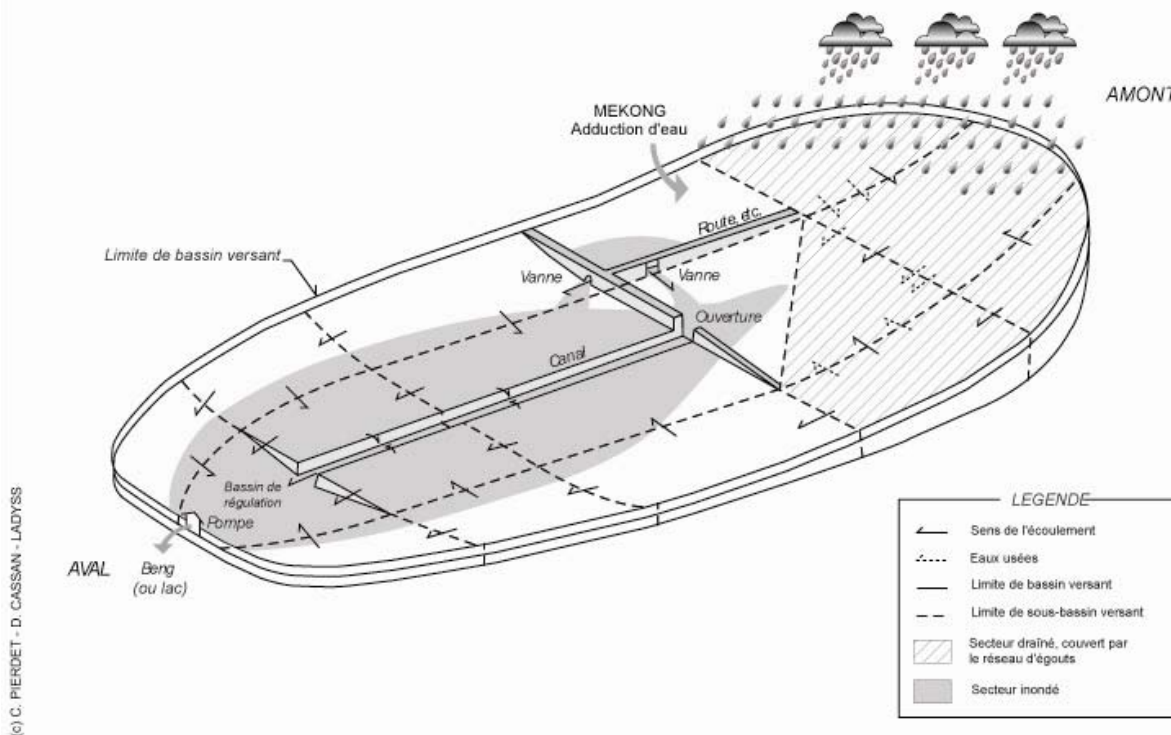 AMONT
MEKONG
Adduction d'eau
Route, etc.
Limite de bassin versant
Vanne
Vanne
Ouverture
Canal
Bassin de
régulation
Pompe
AVAL
Beng
(ou lac)
LEGENDE
Sens de l'écoulement
Eaux usées
Limite de bassin versant
Limite de sous-bassin versant
Secteur draîné, couvert par
le réseau d'égouts
Secteur inondé
(c) C. PIERDET - D. CASSAN - LADYSS